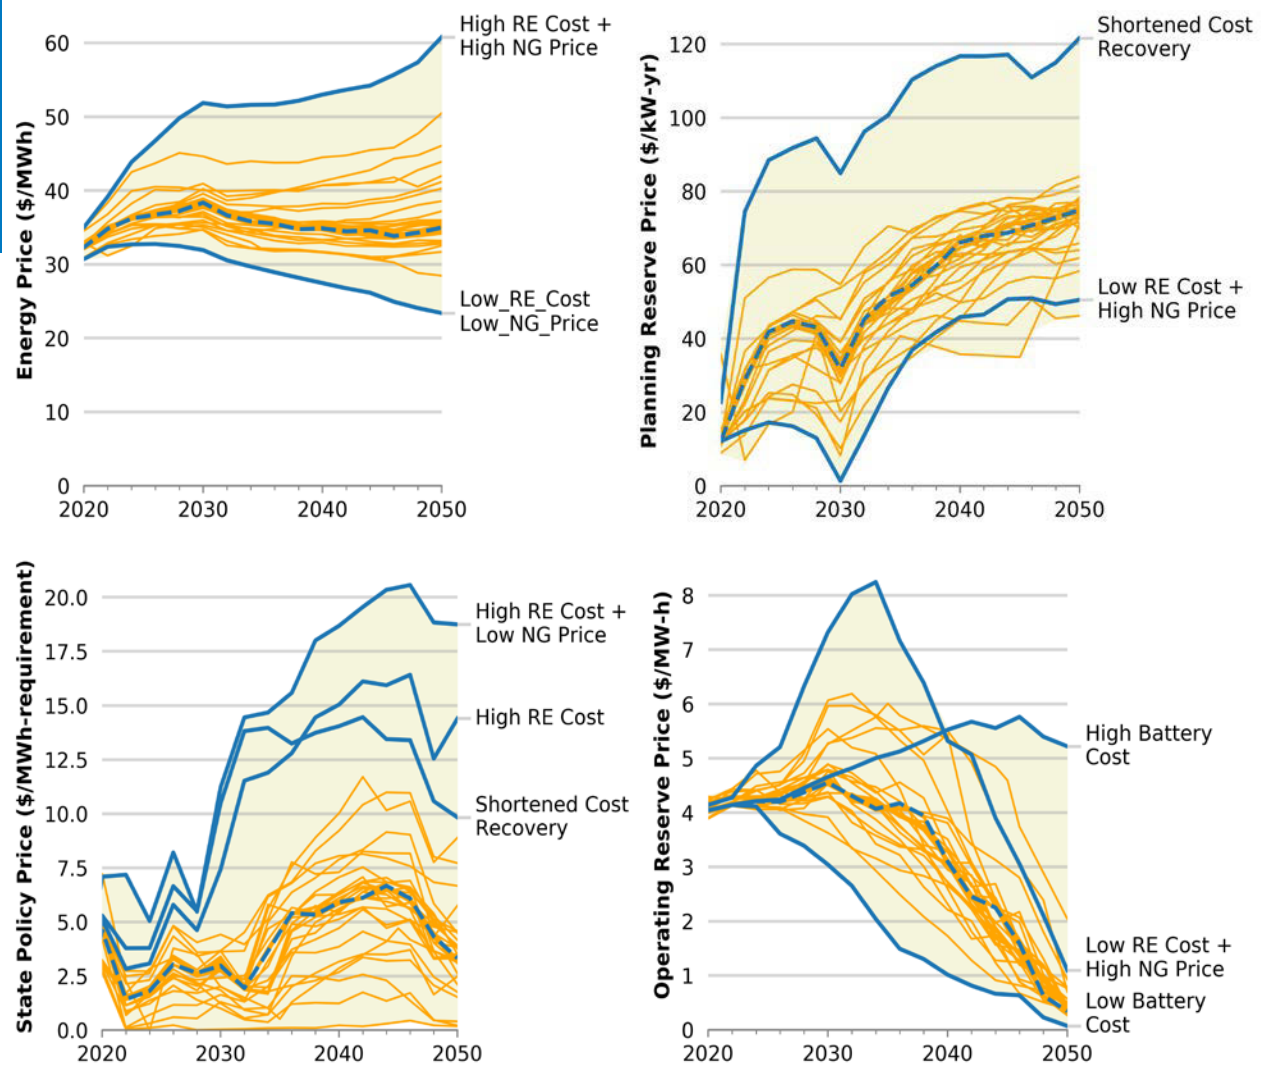 Energy Price ($/MWh)
60
50
40
30
20
10
0
2020
2030
2040
2050
High RE Cost +
High NG Price
Low_RE_Cost
Low_NG_Price
Planning Reserve Price ($/kW-yr)
120
100
80
60
40
20
0
2020
2030
2040
2050
Shortened Cost
Recovery
Low RE Cost +
High NG Price
State Policy Price ($/MWh-requirement)
20.0
17.5
15.0
12.5
10.0
7.5
5.0
2.5
0.0
2020
2030
2040
2050
High RE Cost +
Low NG Price
High RE Cost
Shortened Cost
Recovery
Operating Reserve Price ($/MW-h)
8
7
6
5
4
3
2
1
0
2020
2030
2040
2050
High Battery
Cost
Low RE Cost +
High NG Price
Low Battery
Cost